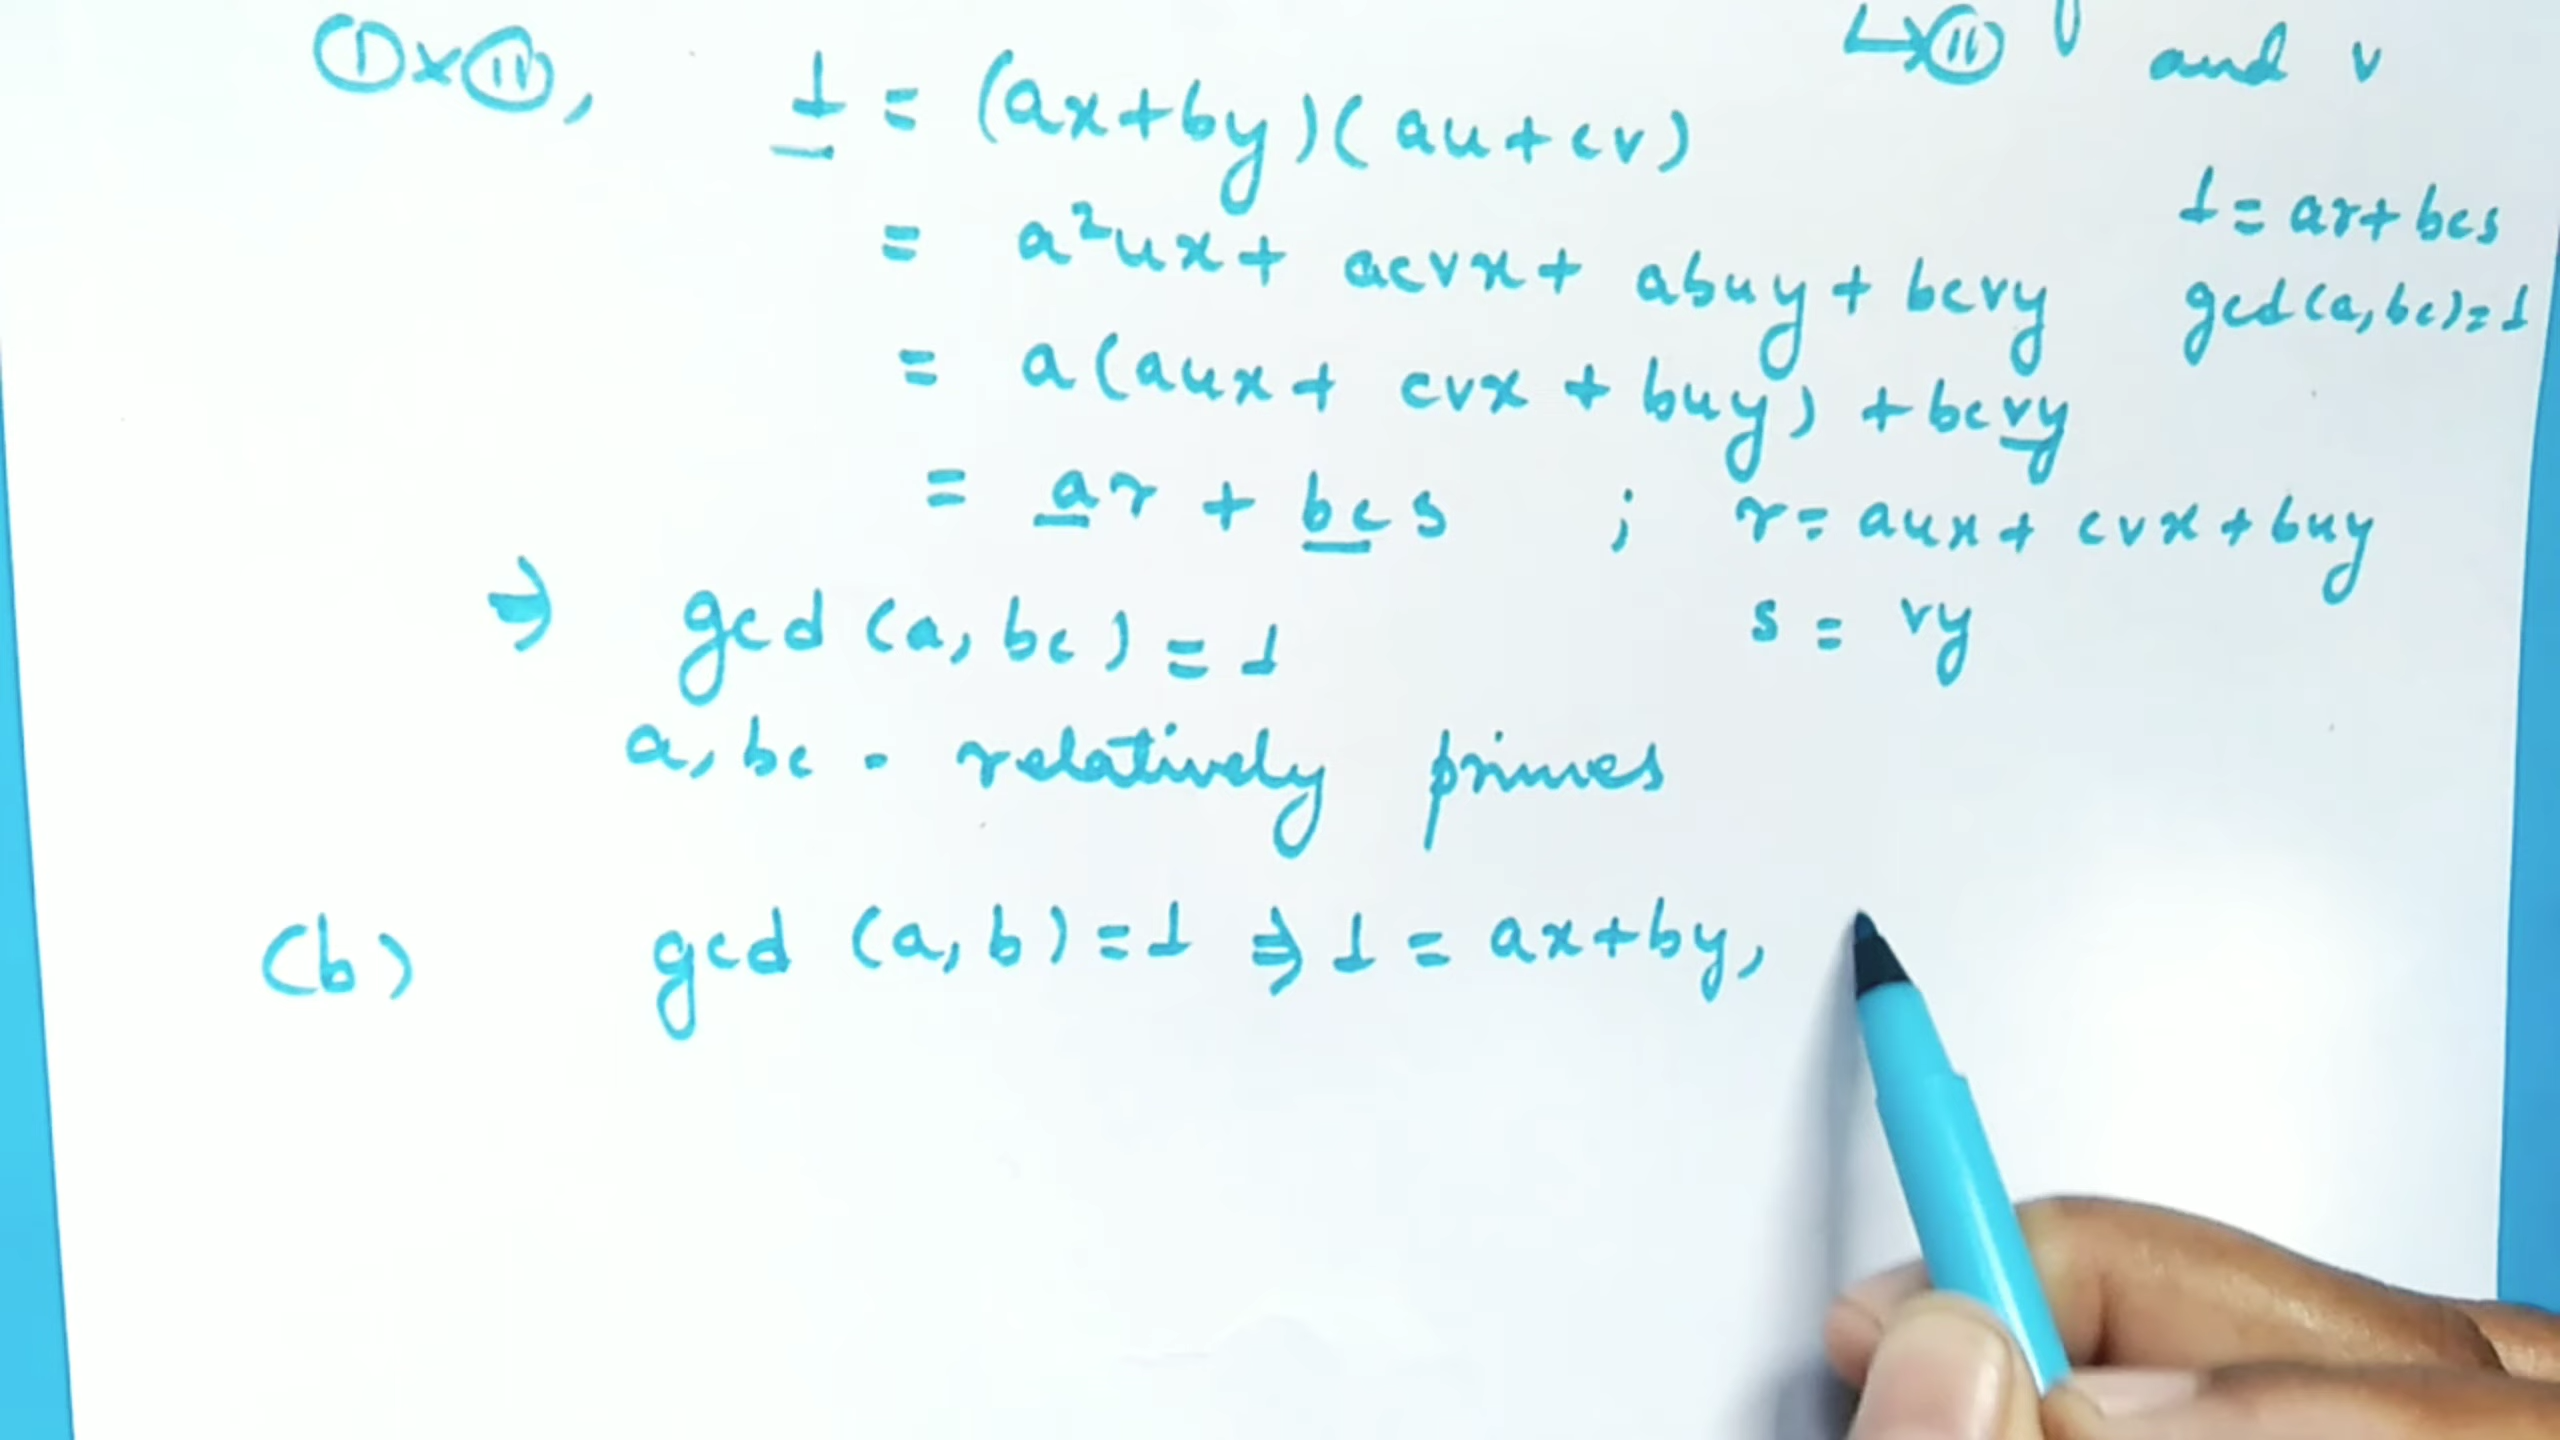 ↳ⓘⓘ and v
Ⓘ×ⓘⓘ, 1 = (ax+by)(au+cv)
1 = ar+bcs
= a²ux + acvx + abuy + bcvy
gcd(a,bc)=1
= a(aux + cvx + buy) + bcvy
= ar + bcs ; r = aux + cvx + buy
⇒ gcd (a, bc) = 1 s = vy
a, bc - relatively primes
(b) gcd (a, b) = 1 ⇒ 1 = ax+by,